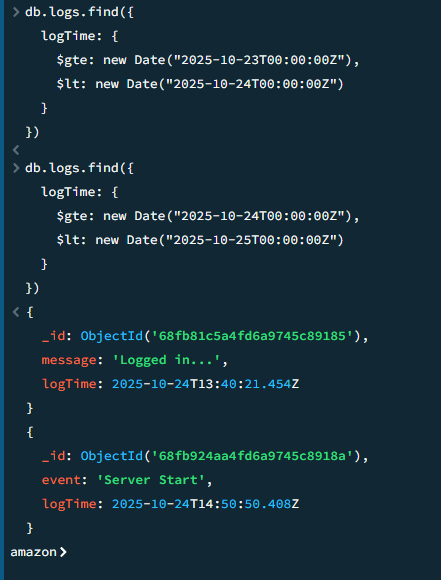 > db.logs.find({
logTime: {
$gte: new Date("2025-10-23T00:00:00Z"),
$lt: new Date("2025-10-24T00:00:00Z")
}
})
<
> db.logs.find({
logTime: {
$gte: new Date("2025-10-24T00:00:00Z"),
$lt: new Date("2025-10-25T00:00:00Z")
}
})
< {
_id: ObjectId('68fb81c5a4fd6a9745c89185'),
message: 'Logged in...',
logTime: 2025-10-24T13:40:21.454Z
}
{
_id: ObjectId('68fb924aa4fd6a9745c8918a'),
event: 'Server Start',
logTime: 2025-10-24T14:50:50.408Z
}
amazon>